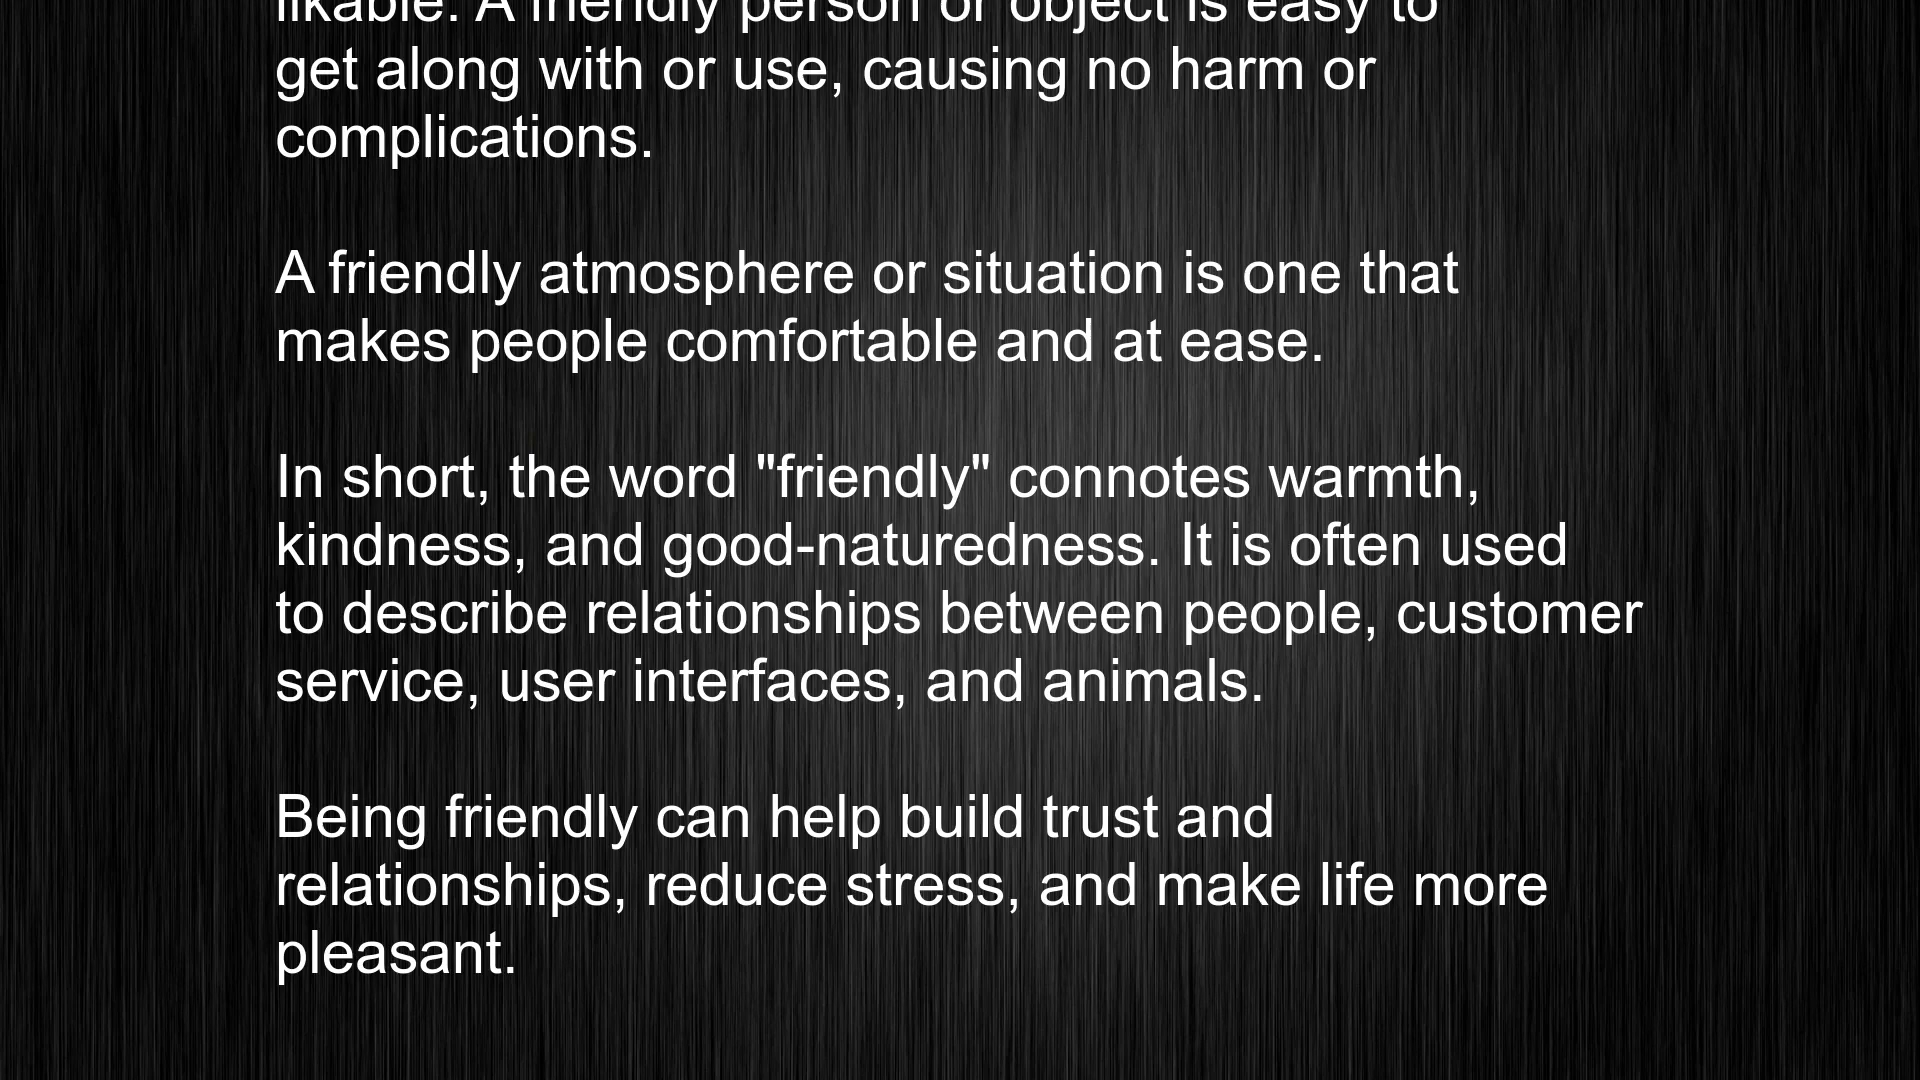 likable. A friendly person or object is easy to
get along with or use, causing no harm or
complications.
A friendly atmosphere or situation is one that
makes people comfortable and at ease.
In short, the word "friendly" connotes warmth,
kindness, and good-naturedness. It is often used
to describe relationships between people, customer
service, user interfaces, and animals.
Being friendly can help build trust and
relationships, reduce stress, and make life more
pleasant.